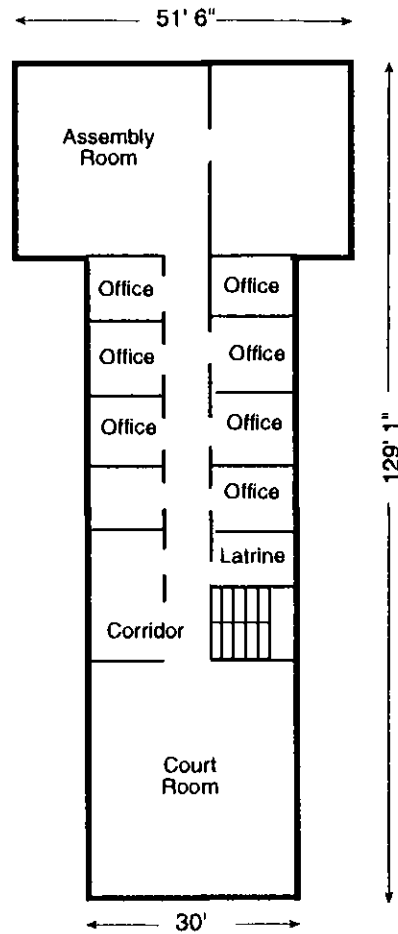 51' 6"
Assembly
Room
Office
Office
Office
Office
Office
Office
Office
Latrine
Corridor
Court
Room
129' 1"
30'